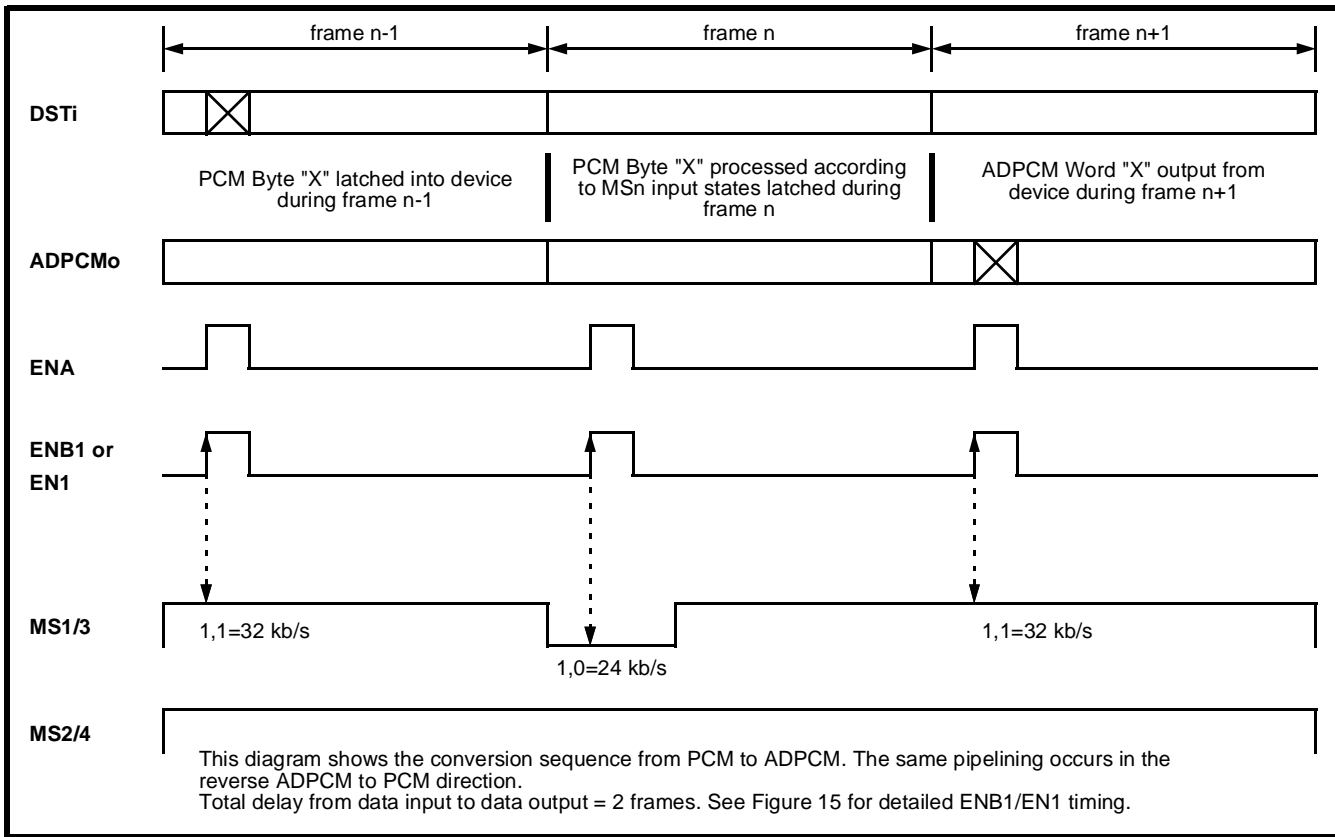 frame n-1
frame n
frame n+1
DSTi
PCM Byte "X" latched into device
during frame n-1
PCM Byte "X" processed according
to MSn input states latched during
frame n
ADPCM Word "X" output from
device during frame n+1
ADPCMo
ENA
ENB1 or
EN1
MS1/3
1,1=32 kb/s
1,0=24 kb/s
1,1=32 kb/s
MS2/4
This diagram shows the conversion sequence from PCM to ADPCM. The same pipelining occurs in the
reverse ADPCM to PCM direction.
Total delay from data input to data output = 2 frames. See Figure 15 for detailed ENB1/EN1 timing.